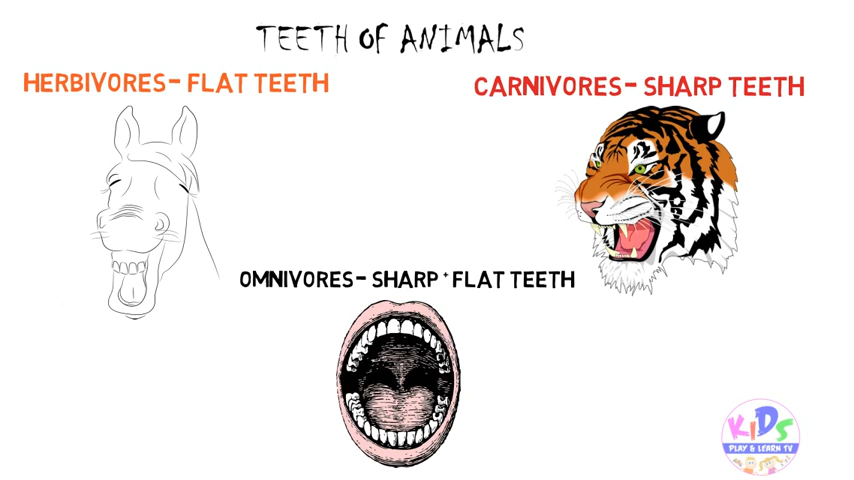 TEETH OF ANIMALS
HERBIVORES- FLAT TEETH
CARNIVORES- SHARP TEETH
OMNIVORES- SHARP + FLAT TEETH
KiDS
PLAY & LEARN TV